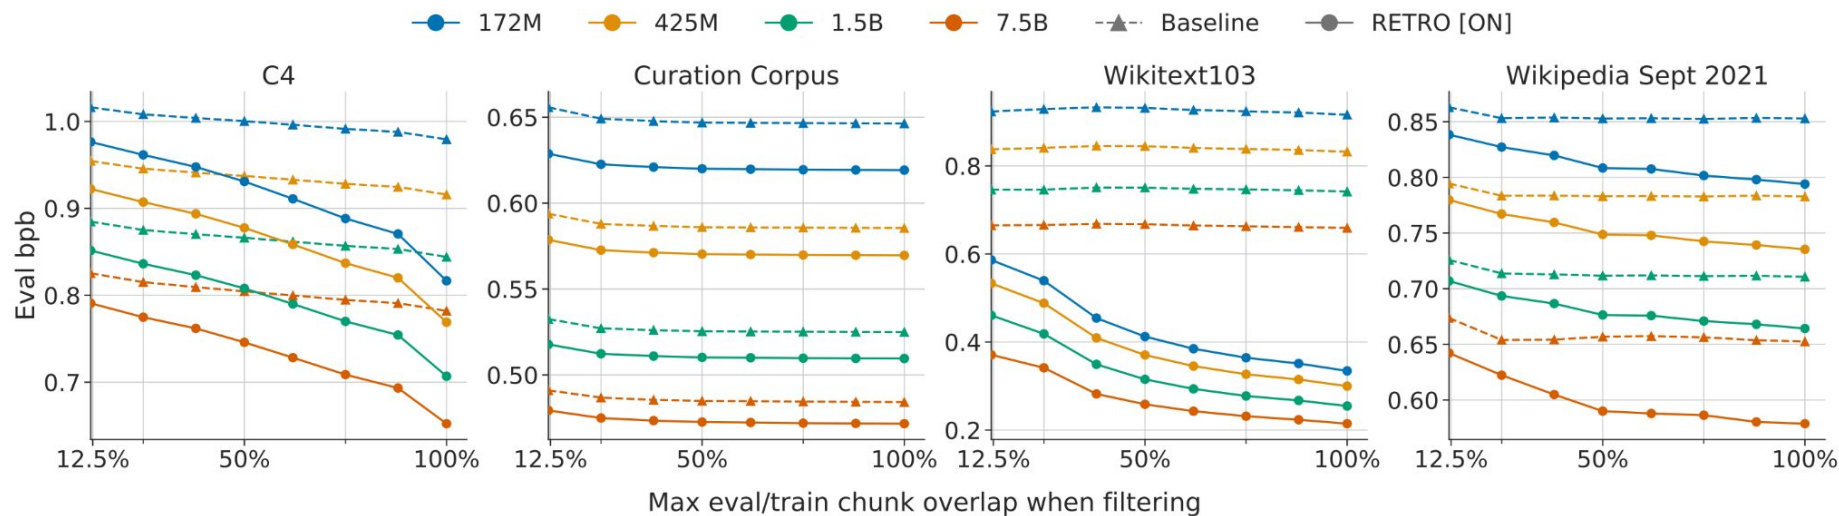 172M 425M 1.5B 7.5B Baseline RETRO [ON]
C4 Curation Corpus Wikitext103 Wikipedia Sept 2021
Eval bpb
1.0
0.9
0.8
0.7
12.5% 50% 100%
0.65
0.60
0.55
0.50
12.5% 50% 100%
0.8
0.6
0.4
0.2
12.5% 50% 100%
0.85
0.80
0.75
0.70
0.65
0.60
12.5% 50% 100%
Max eval/train chunk overlap when filtering